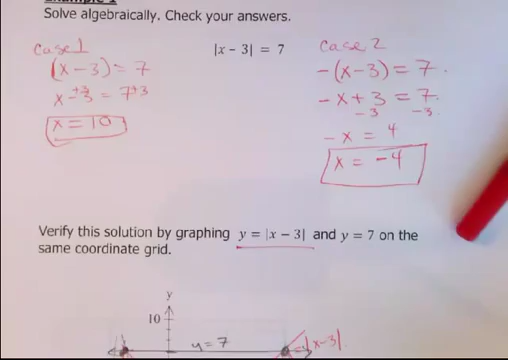 Solve algebraically. Check your answers.
|x − 3| = 7
Case 1
(x − 3) = 7
x − 3 = 7 +3
+3
x = 10
Case 2
−(x − 3) = 7.
−x + 3 = 7.
−3 −3.
−x = 4
x = −4
Verify this solution by graphing y = |x − 3| and y = 7 on the
same coordinate grid.
y
10
y = 7
|x−3|.